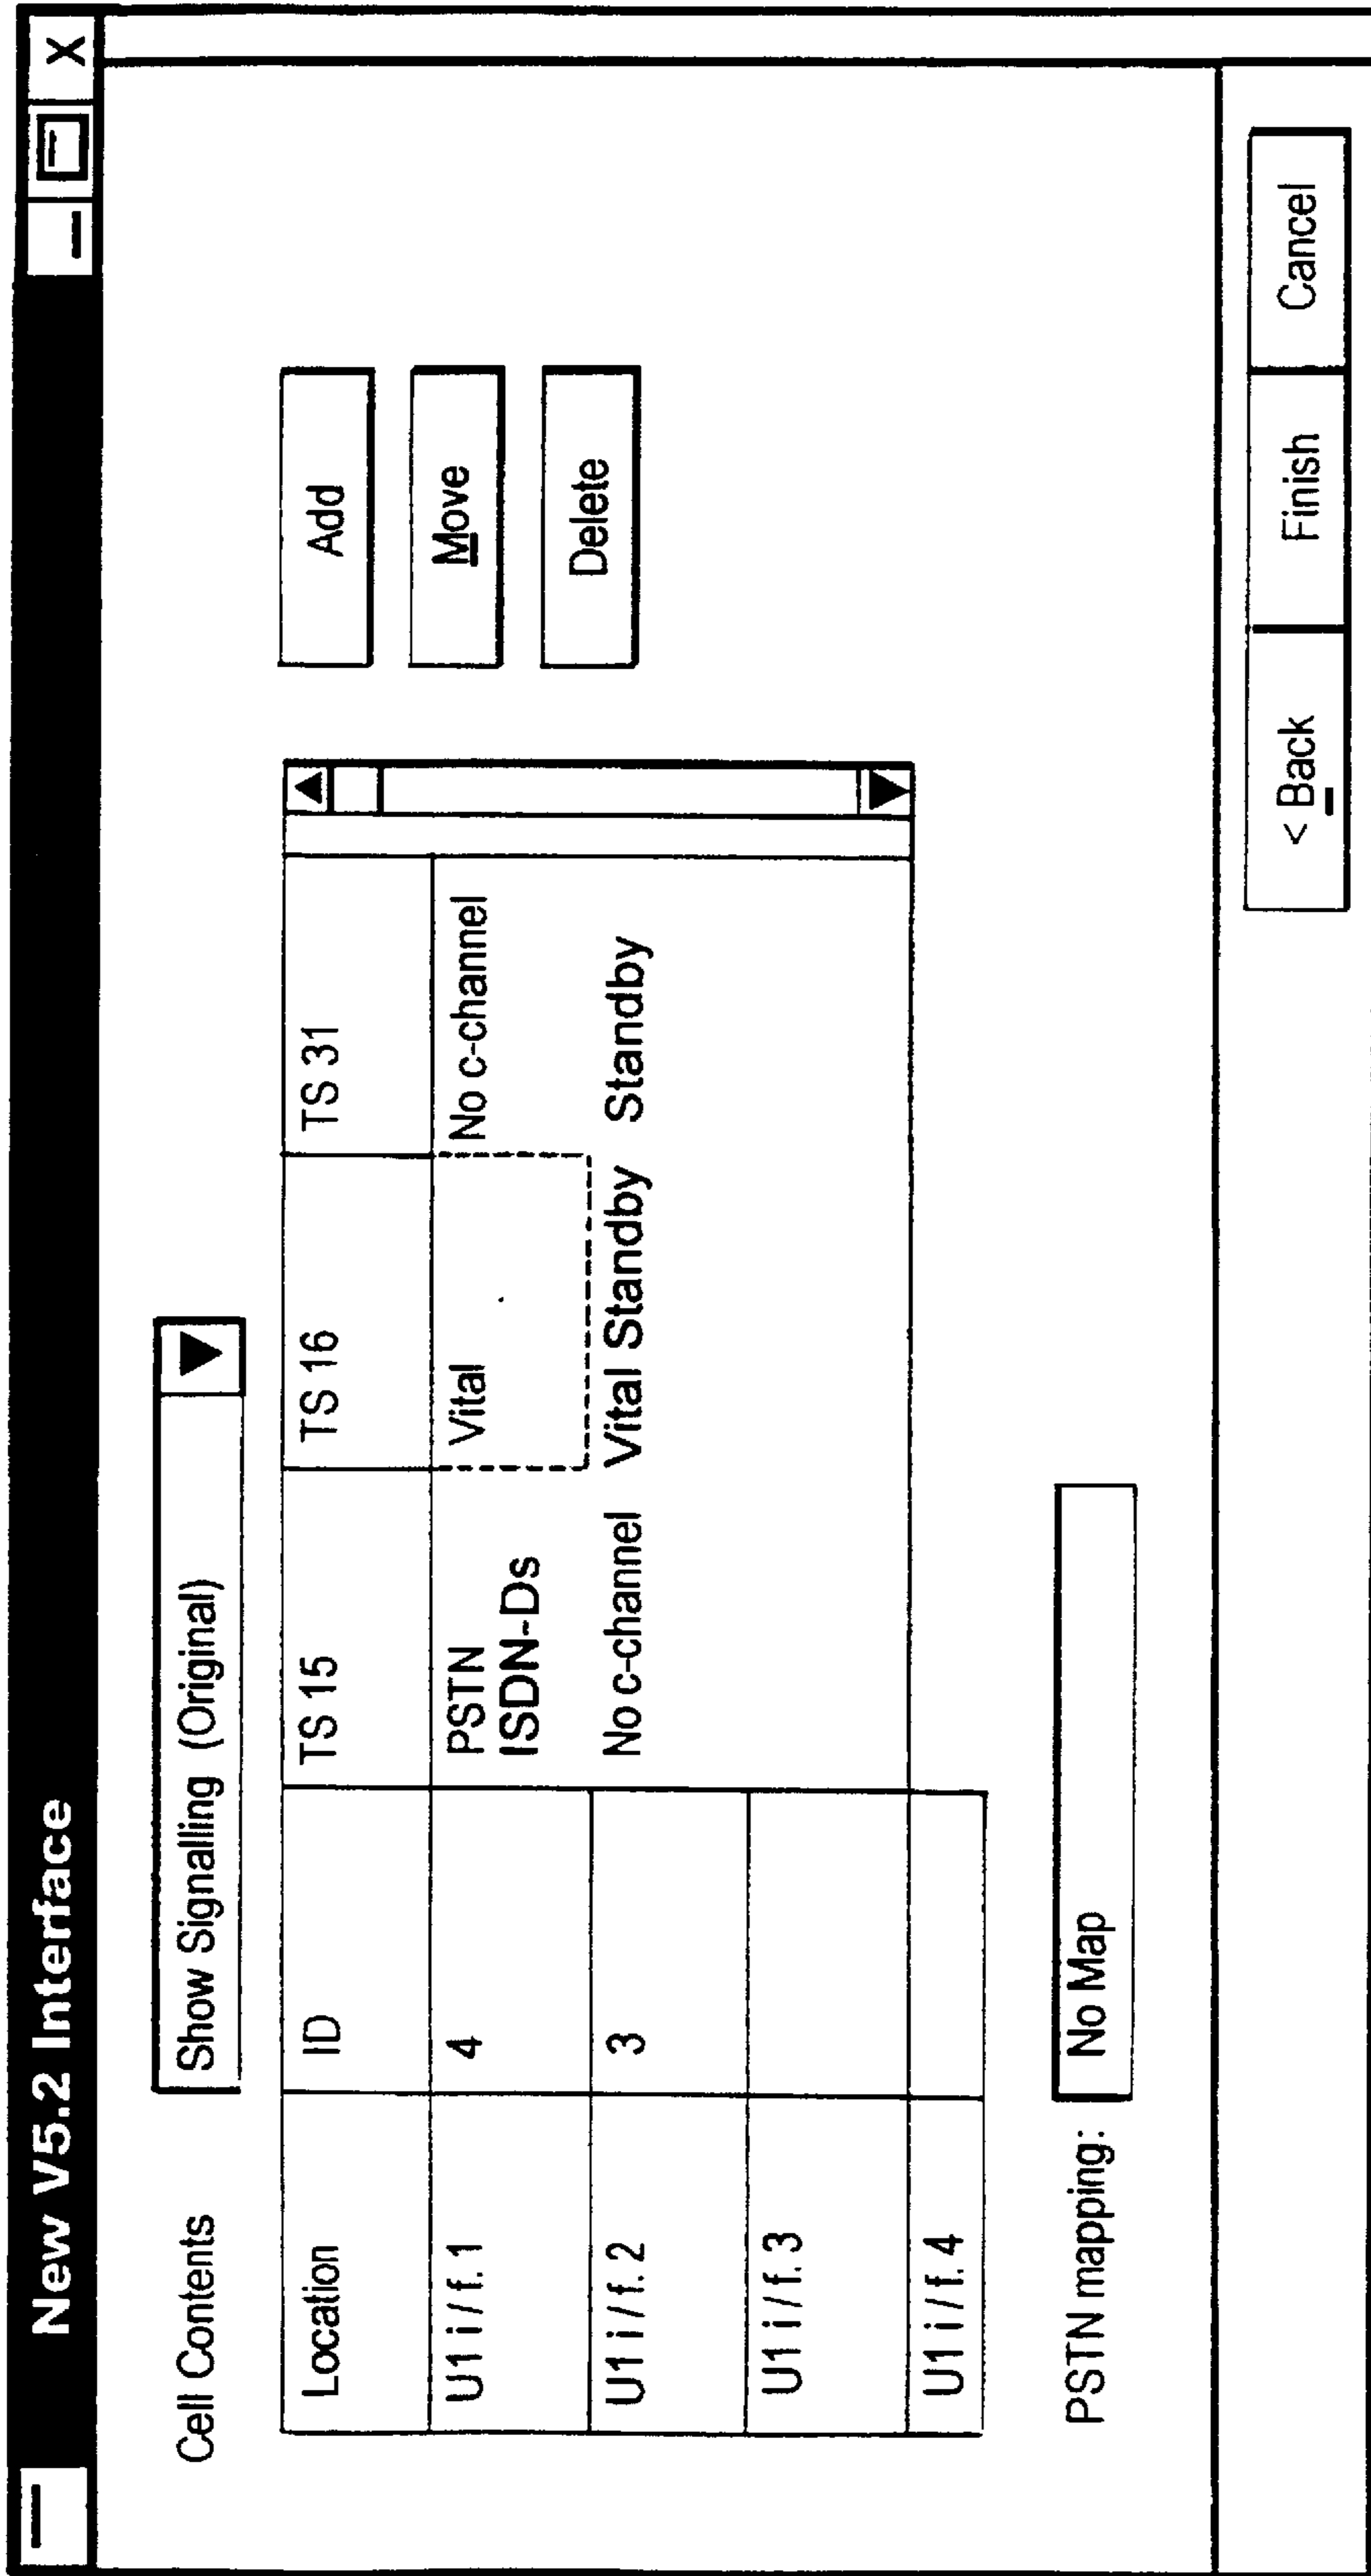 New V5.2 Interface
X
Cell Contents
Show Signalling (Original)
Location ID TS 15 TS 16 TS 31
U1 i / f. 1 4 PSTN Vital No c-channel
ISDN-Ds
U1 i / f. 2 3 No c-channel Vital Standby Standby
U1 i / f. 3
U1 i / f. 4
Add
Move
Delete
PSTN mapping: No Map
< Back Finish Cancel